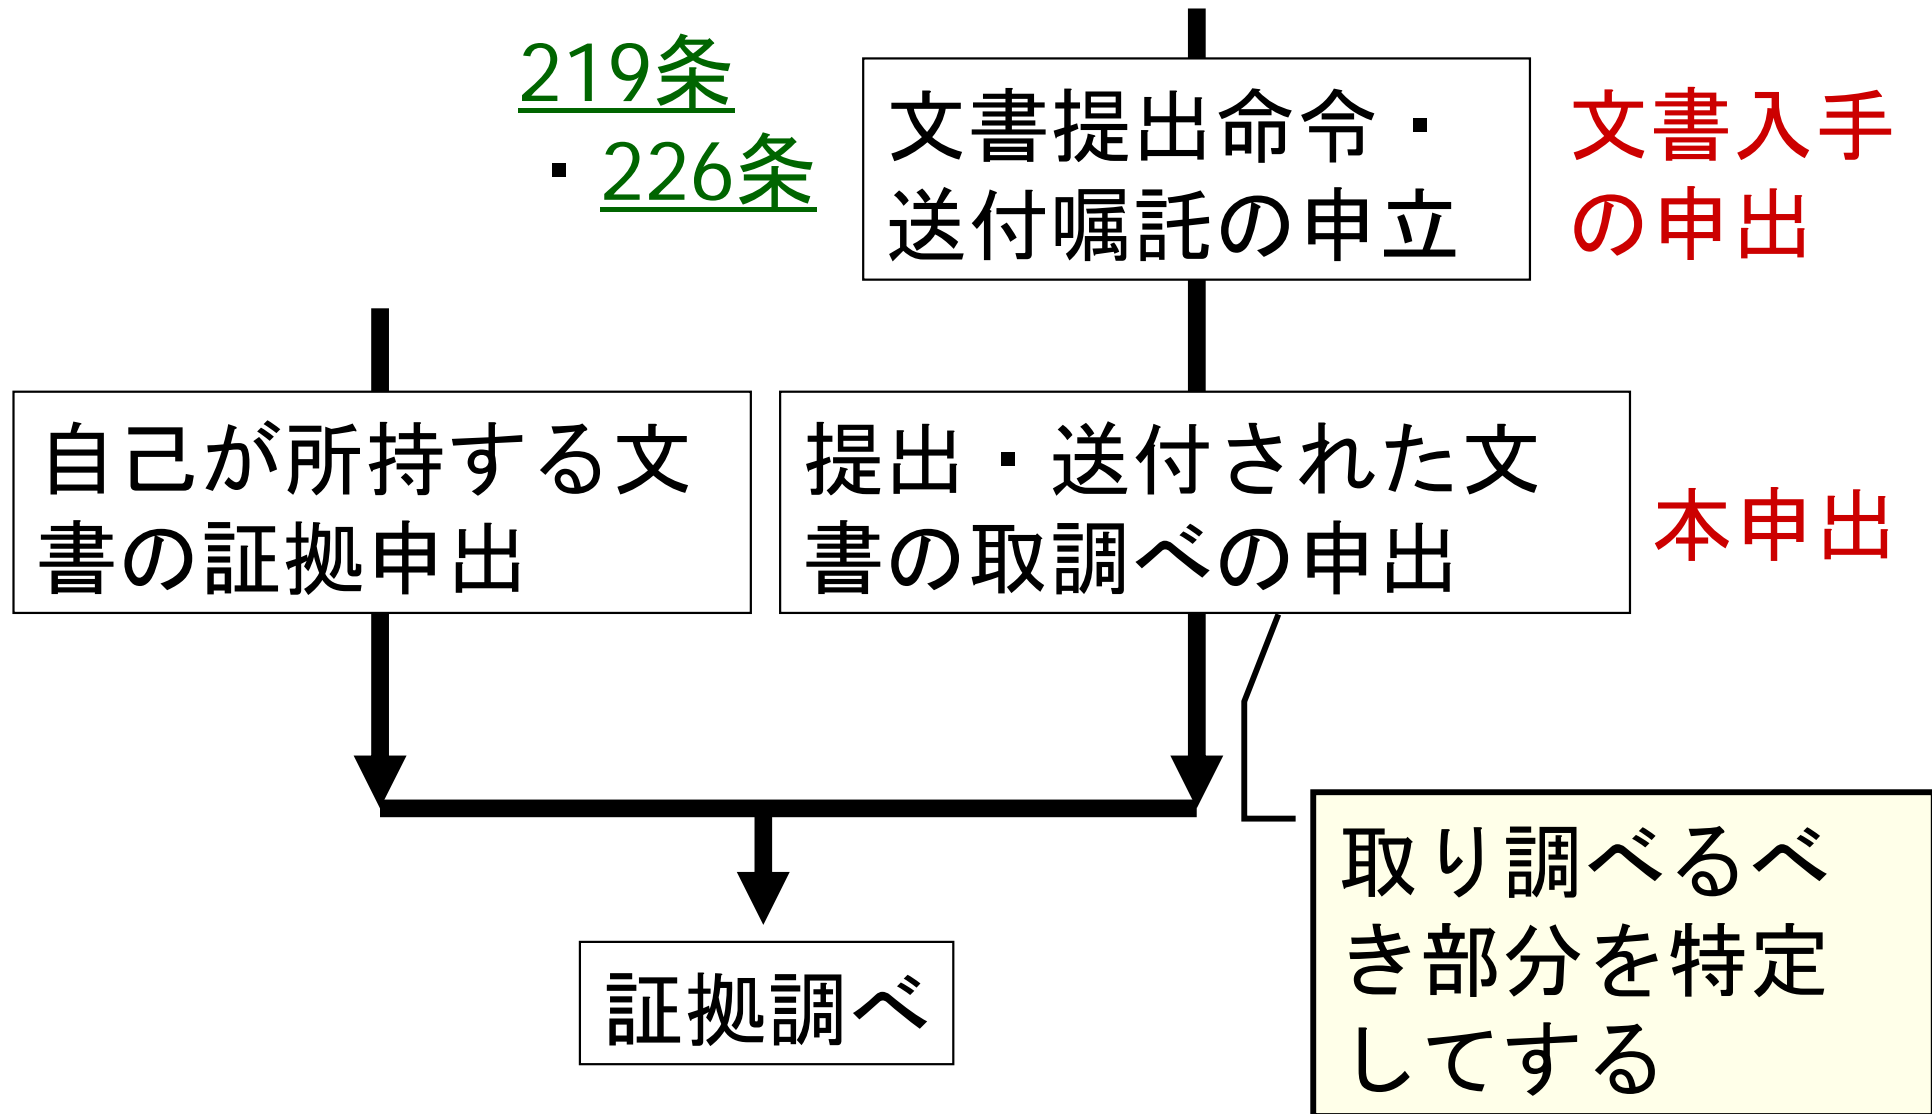 219条
・226条
文書提出命令・
送付嘱託の申立
文書入手
の申出
自己が所持する文
書の証拠申出
提出・送付された文
書の取調べの申出
本申出
取り調べるべ
き部分を特定
してする
証拠調べ